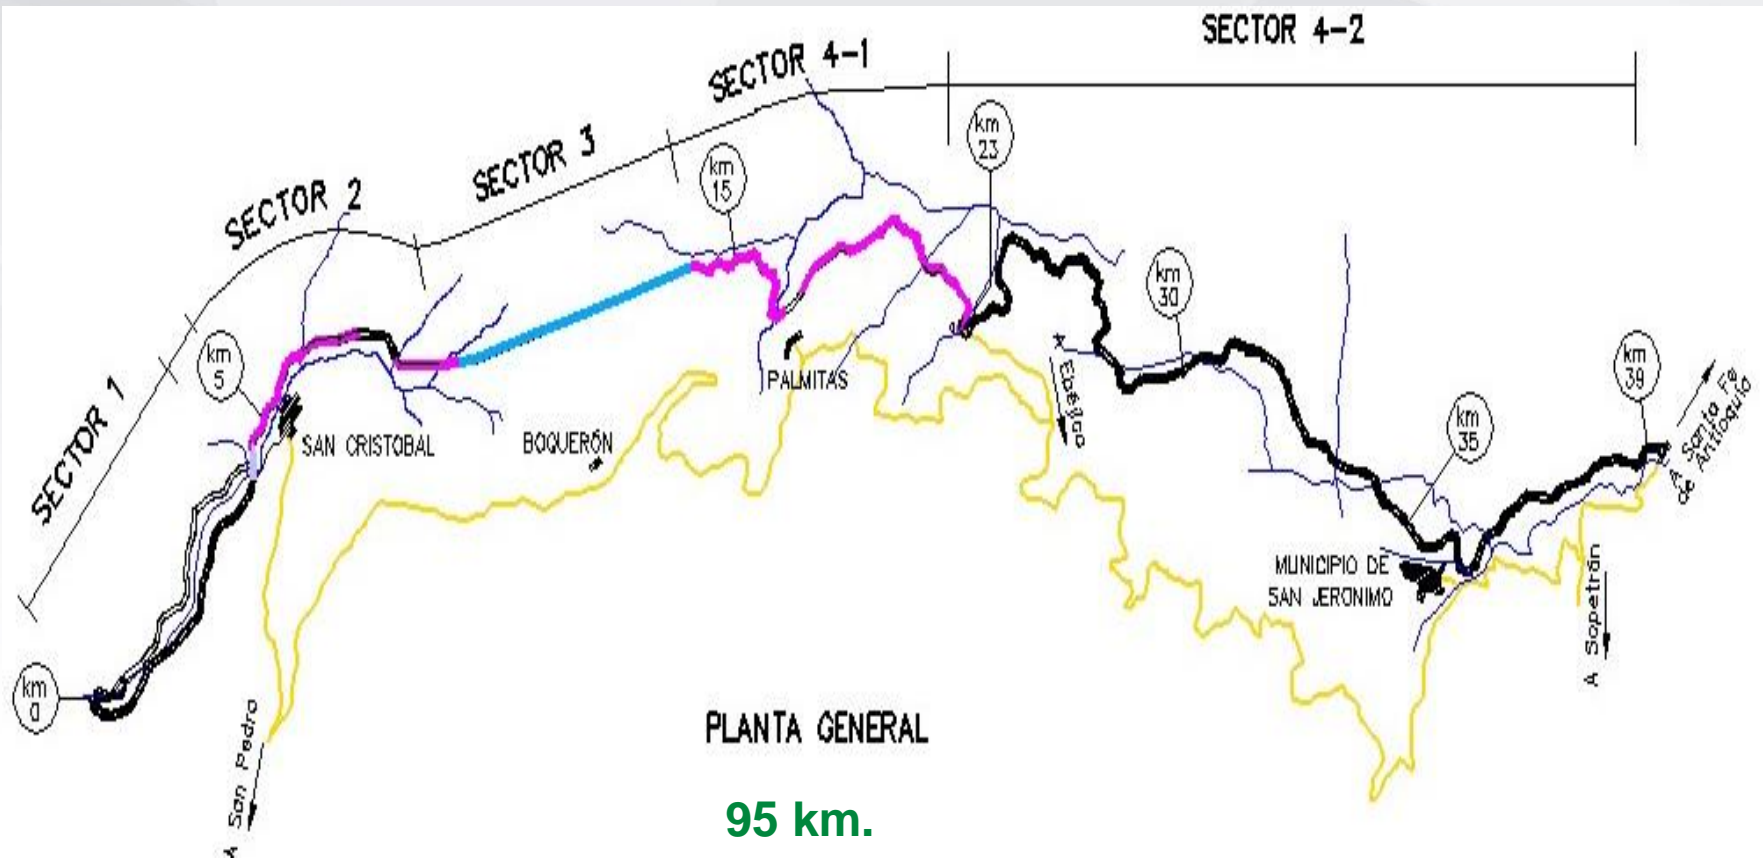 SECTOR 4-2
SECTOR 4-1
SECTOR 3
SECTOR 2
SECTOR 1
km
23
km
15
km
30
km
5
km
39
km
35
km
0
A Santa Fe
de Antioquia
A Ebejico
PALMITAS
SAN CRISTOBAL
BOQUERÓN
MUNICIPIO DE
SAN JERONIMO
A Sopetrán
A San Pedro
PLANTA GENERAL
95 km.